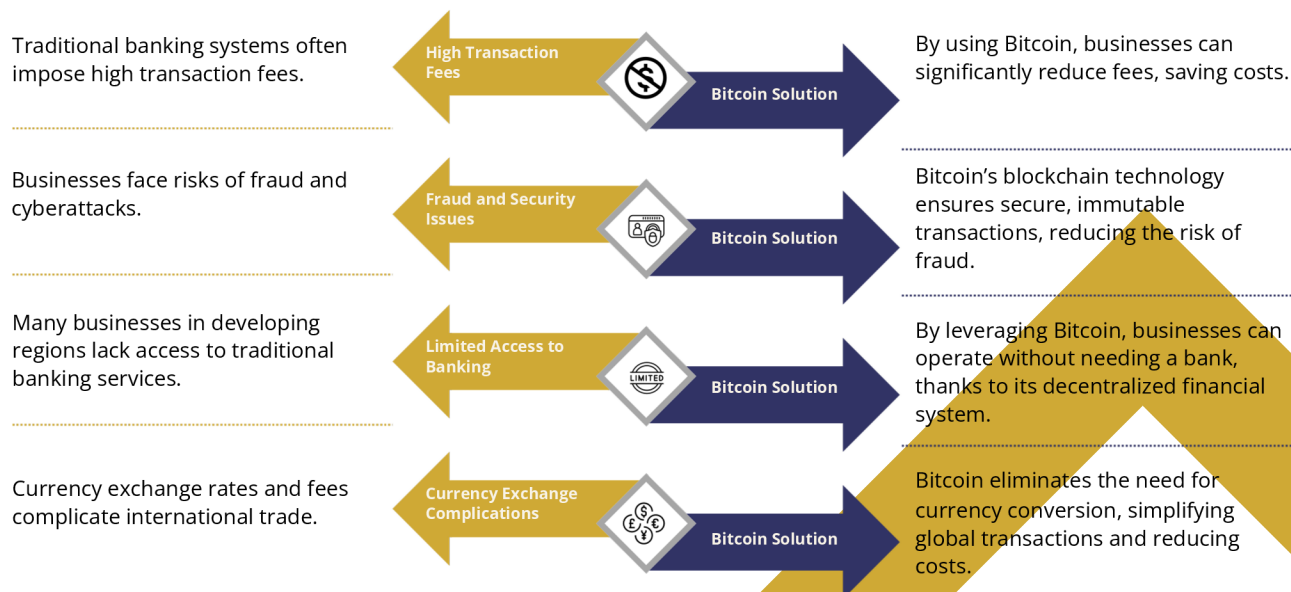 Traditional banking systems often
impose high transaction fees.
High Transaction
Fees
Bitcoin Solution
By using Bitcoin, businesses can
significantly reduce fees, saving costs.
Businesses face risks of fraud and
cyberattacks.
Fraud and Security
Issues
Bitcoin Solution
Bitcoin’s blockchain technology
ensures secure, immutable
transactions, reducing the risk of
fraud.
Many businesses in developing
regions lack access to traditional
banking services.
Limited Access to
Banking
LIMITED
Bitcoin Solution
By leveraging Bitcoin, businesses can
operate without needing a bank,
thanks to its decentralized financial
system.
Currency exchange rates and fees
complicate international trade.
Currency Exchange
Complications
$
£ €
¥
Bitcoin Solution
Bitcoin eliminates the need for
currency conversion, simplifying
global transactions and reducing
costs.